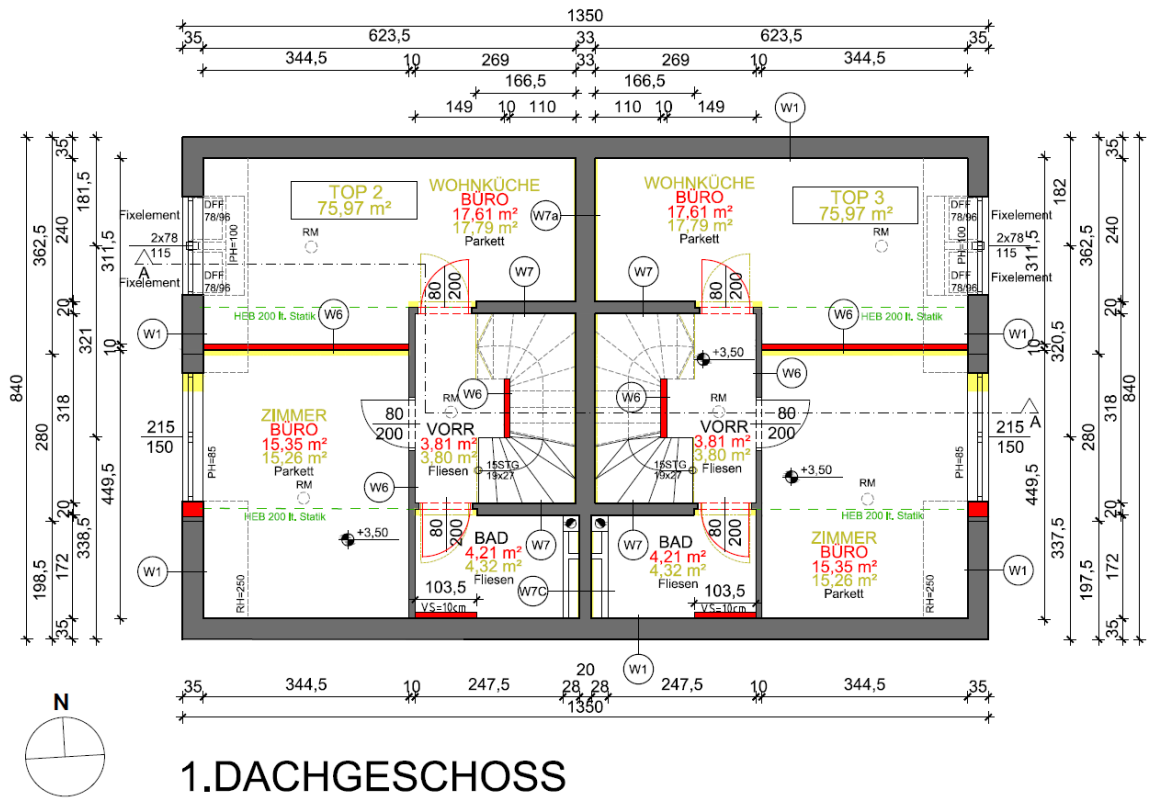 1350
35 623,5 33 623,5 35
344,5 10 269 33 269 10 344,5
166,5 166,5
149 10 110 110 10 149
W1
TOP 2
75,97 m²
WOHNKÜCHE
BÜRO
17,61 m²
17,79 m²
Parkett
W7a
WOHNKÜCHE
BÜRO
17,61 m²
17,79 m²
Parkett
TOP 3
75,97 m²
Fixelement
DFF
78/96
2x78
115
PH=100
RM
A
Fixelement
DFF
78/96
DFF
78/96
Fixelement
2x78
115
PH=100
RM
DFF
78/96
Fixelement
W7
W7
80
200
80
200
HEB 200 lt. Statik
W6
HEB 200 lt. Statik
W6
W1
W1
+3,50
W6
W6
W6
RM
RM
80
200
80
200
A
215
150
215
150
ZIMMER
BÜRO
15,35 m²
15,26 m²
Parkett
RM
PH=85
VORR
3,81 m²
3,80 m²
Fliesen
15STG
19x27
15STG
19x27
VORR
3,81 m²
3,80 m²
Fliesen
+3,50
RM
PH=85
W6
HEB 200 lt. Statik
HEB 200 lt. Statik
+3,50
80
200
80
200
BAD
4,21 m²
4,32 m²
Fliesen
W7
W7
BAD
4,21 m²
4,32 m²
Fliesen
ZIMMER
BÜRO
15,35 m²
15,26 m²
Parkett
W1
W1
RH=250
RH=250
103,5
VS=10cm
W7C
103,5
VS=10cm
W1
840
35 362,5 20 318 280 20 198,5 35
240 172
181,5 321 338,5
311,5 10 449,5
182 320,5 337,5
311,5 10 449,5
35 240 362,5 20 318 280 20 172 197,5 35
840
20
35 344,5 10 247,5 28 28 247,5 10 344,5 35
1350
N
1.DACHGESCHOSS